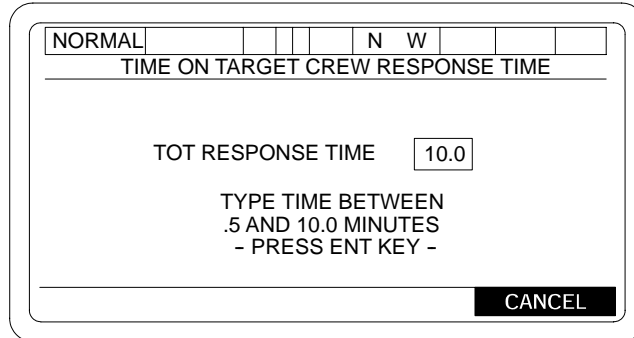 NORMAL N W
TIME ON TARGET CREW RESPONSE TIME
TOT RESPONSE TIME 10.0
TYPE TIME BETWEEN
.5 AND 10.0 MINUTES
– PRESS ENT KEY –
CANCEL